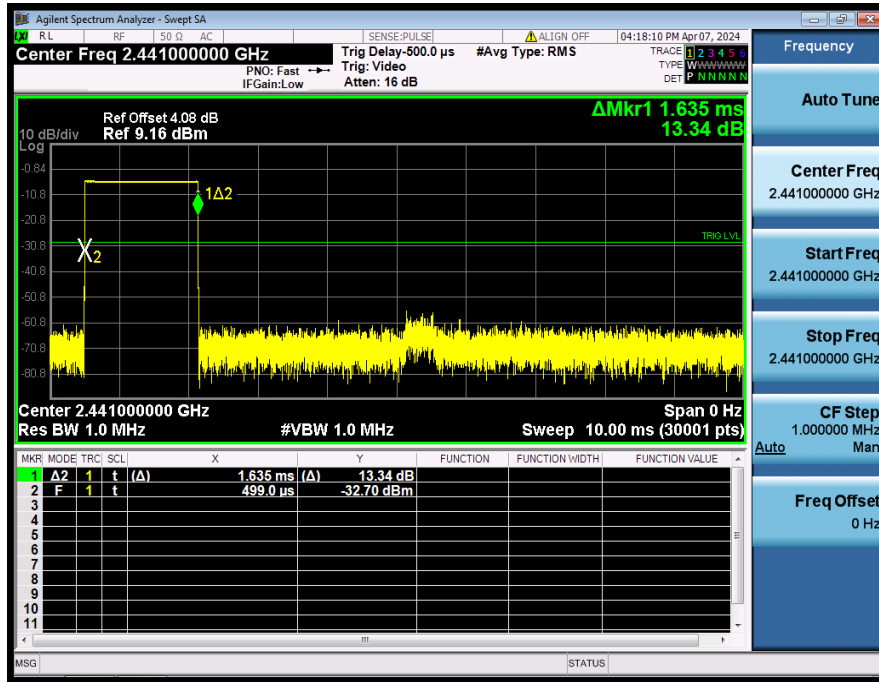 Agilent Spectrum Analyzer - Swept SA
LXI RL RF 50 Ω AC SENSE:PULSE ALIGN OFF 04:18:10 PM Apr 07, 2024
Center Freq 2.441000000 GHz
PNO: Fast
IFGain:Low
Trig Delay-500.0 µs
Trig: Video
Atten: 16 dB
#Avg Type: RMS
TRACE 1 2 3 4 5 6
TYPE WWWWWW
DET P N N N N N
ΔMkr1 1.635 ms
13.34 dB
Ref Offset 4.08 dB
10 dB/div Ref 9.16 dBm
Log
-0.84
-10.8
-20.8
-30.8
-40.8
-50.8
-60.8
-70.8
-80.8
1Δ2
X2
TRIG LVL
Center 2.441000000 GHz Span 0 Hz
Res BW 1.0 MHz #VBW 1.0 MHz Sweep 10.00 ms (30001 pts)
MKR MODE TRC SCL X Y FUNCTION FUNCTION WIDTH FUNCTION VALUE
1 Δ2 1 t (Δ) 1.635 ms (Δ) 13.34 dB
2 F 1 t 499.0 µs -32.70 dBm
3
4
5
6
7
8
9
10
11
MSG STATUS
Frequency
Auto Tune
Center Freq
2.441000000 GHz
Start Freq
2.441000000 GHz
Stop Freq
2.441000000 GHz
CF Step
1.000000 MHz
Auto Man
Freq Offset
0 Hz